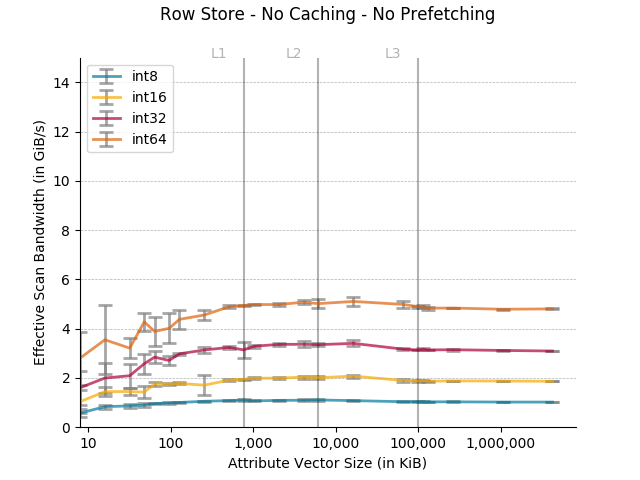 Row Store - No Caching - No Prefetching
L1 L2 L3
int8
int16
int32
int64
14
12
10
8
6
4
2
0
Effective Scan Bandwidth (in GiB/s)
10 100 1,000 10,000 100,000 1,000,000
Attribute Vector Size (in KiB)